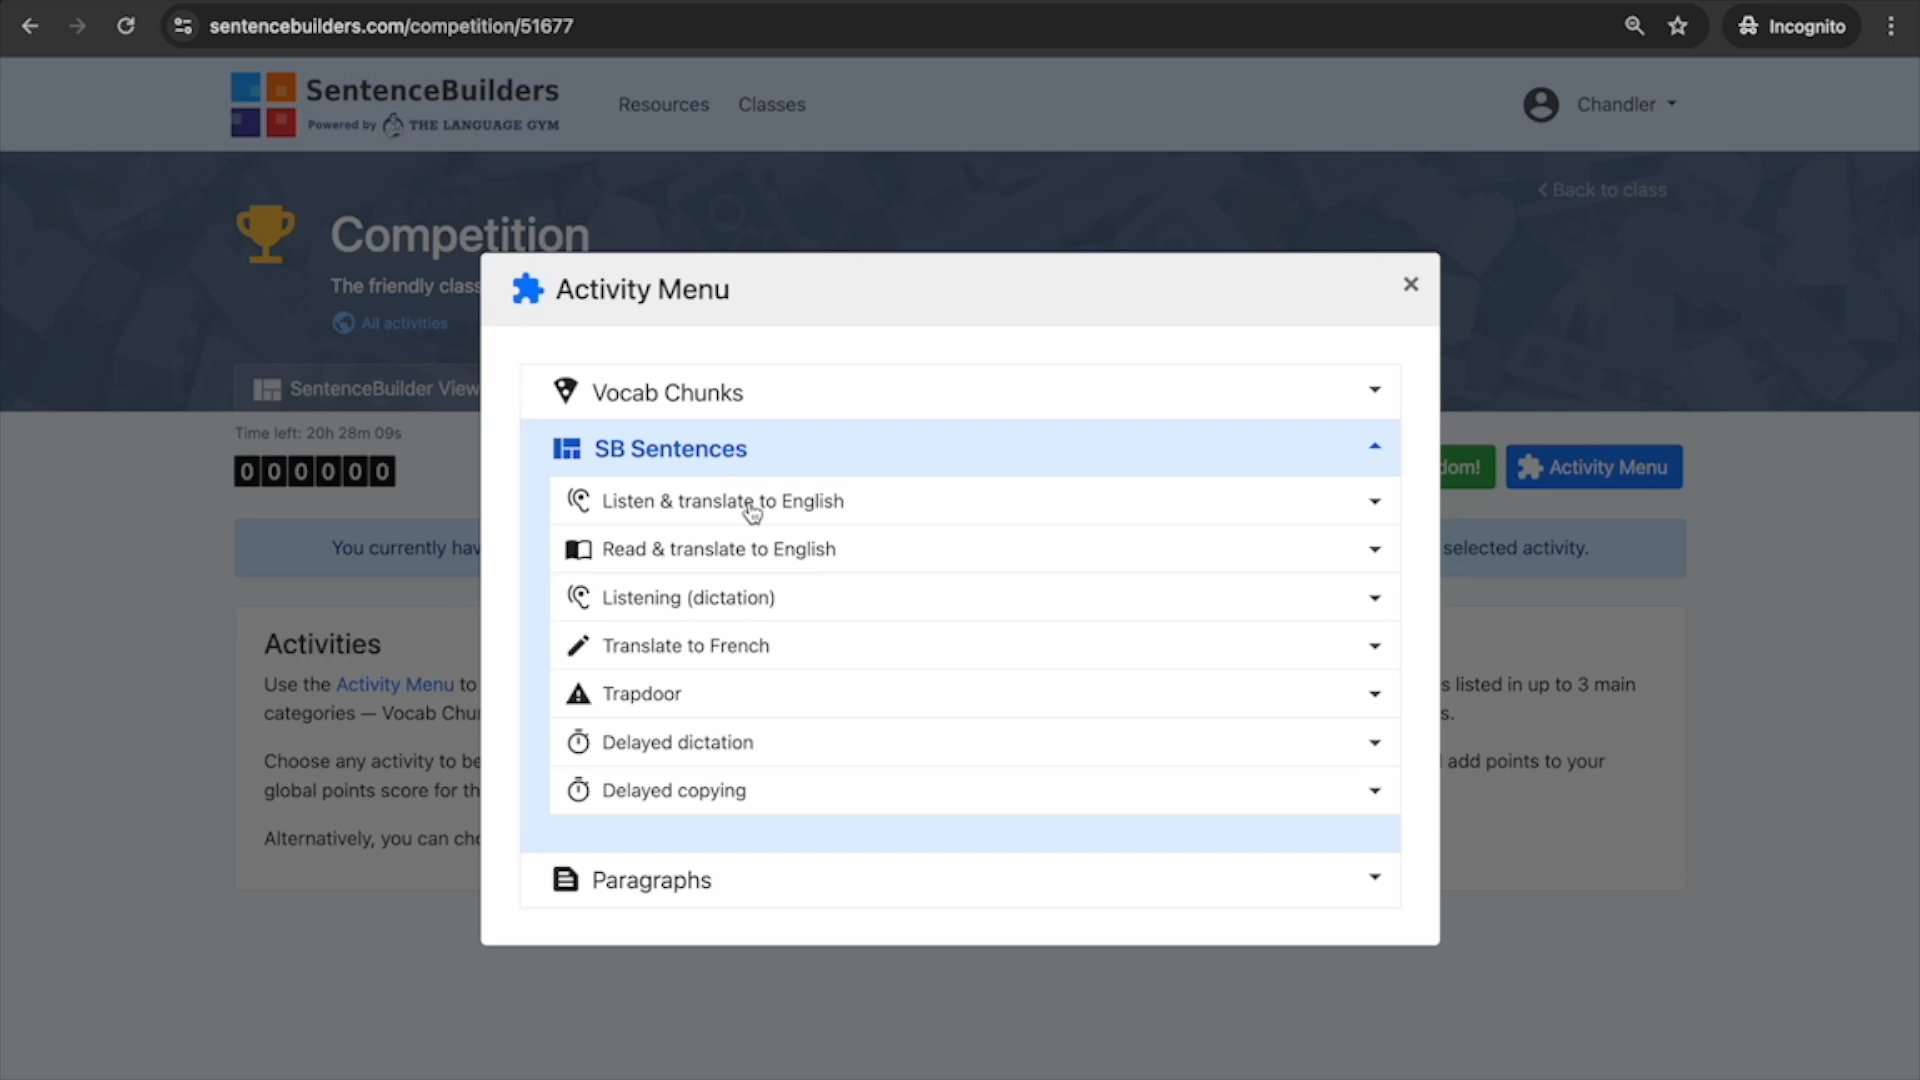 sentencebuilders.com/competition/51677
Incognito
SentenceBuilders
Powered by THE LANGUAGE GYM
Resources
Classes
Chandler
Back to class
Competition
The friendly class
All activities
SentenceBuilder View
Time left: 20h 28m 09s
000000
dom!
Activity Menu
You currently hav
selected activity.
Activities
Use the Activity Menu to
s listed in up to 3 main
categories — Vocab Chu
s.
Choose any activity to be
add points to your
global points score for th
Alternatively, you can cho
Activity Menu
×
Vocab Chunks
SB Sentences
Listen & translate to English
Read & translate to English
Listening (dictation)
Translate to French
Trapdoor
Delayed dictation
Delayed copying
Paragraphs